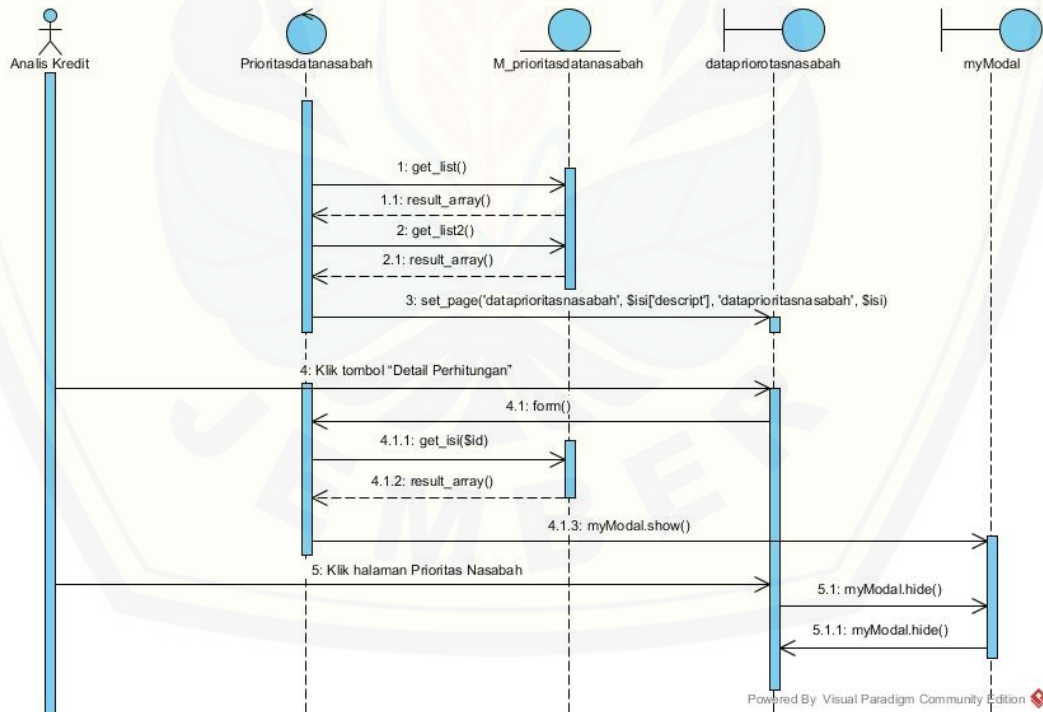 Analis Kredit
Prioritasdatanasabah
M_prioritasdatanasabah
datapriorotasnasabah
myModal
1: get_list()
1.1: result_array()
2: get_list2()
2.1: result_array()
3: set_page('dataprioritasnasabah', $isi['descript'], 'dataprioritasnasabah', $isi)
4: Klik tombol “Detail Perhitungan”
4.1: form()
4.1.1: get_isi($id)
4.1.2: result_array()
4.1.3: myModal.show()
5: Klik halaman Prioritas Nasabah
5.1: myModal.hide()
5.1.1: myModal.hide()
JEMBER
Powered By Visual Paradigm Community Edition